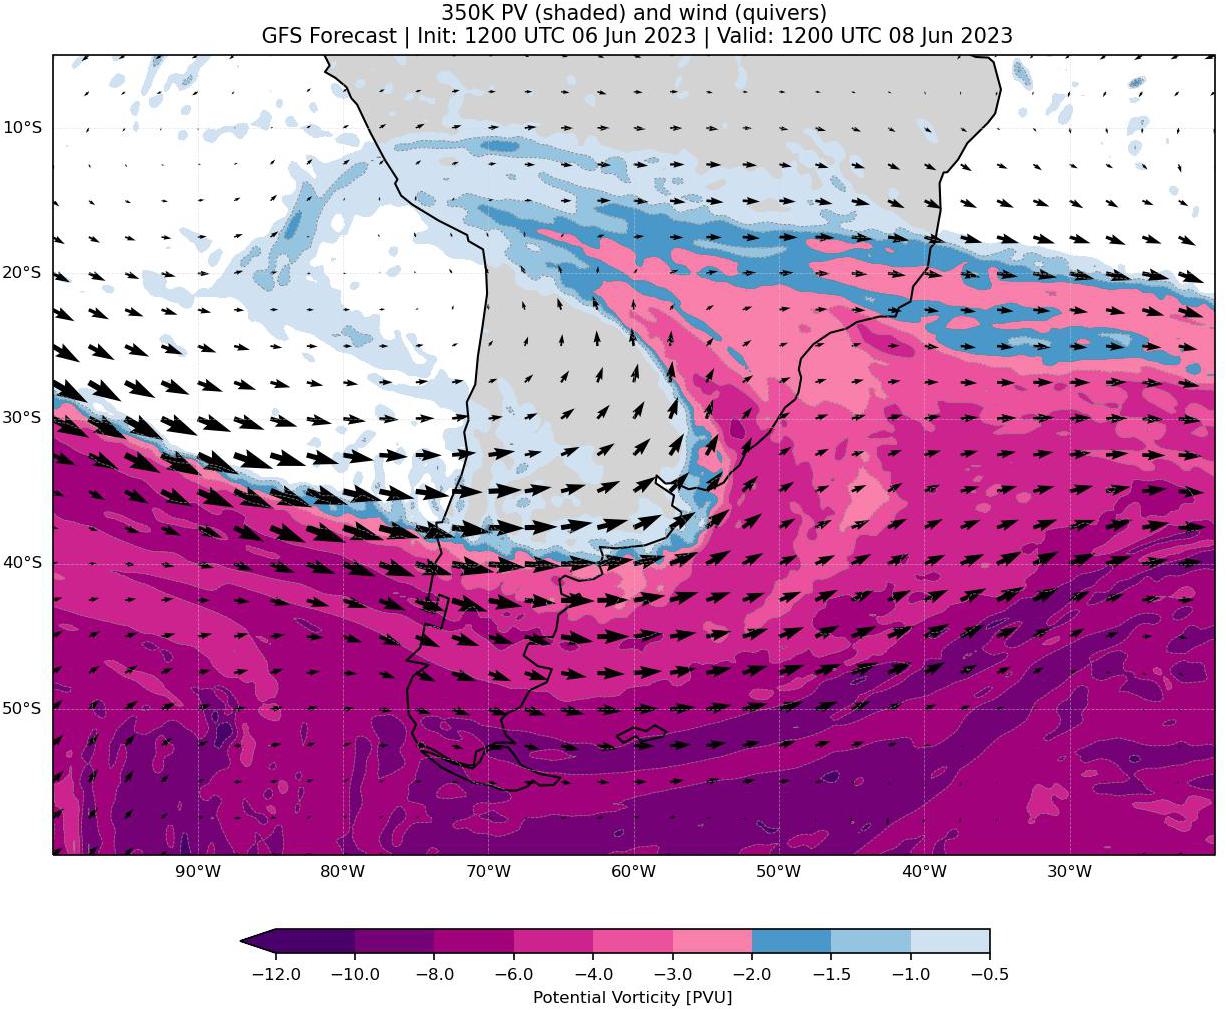 350K PV (shaded) and wind (quivers)
GFS Forecast | Init: 1200 UTC 06 Jun 2023 | Valid: 1200 UTC 08 Jun 2023
10°S
20°S
30°S
40°S
50°S
90°W 80°W 70°W 60°W 50°W 40°W 30°W
−12.0 −10.0 −8.0 −6.0 −4.0 −3.0 −2.0 −1.5 −1.0 −0.5
Potential Vorticity [PVU]